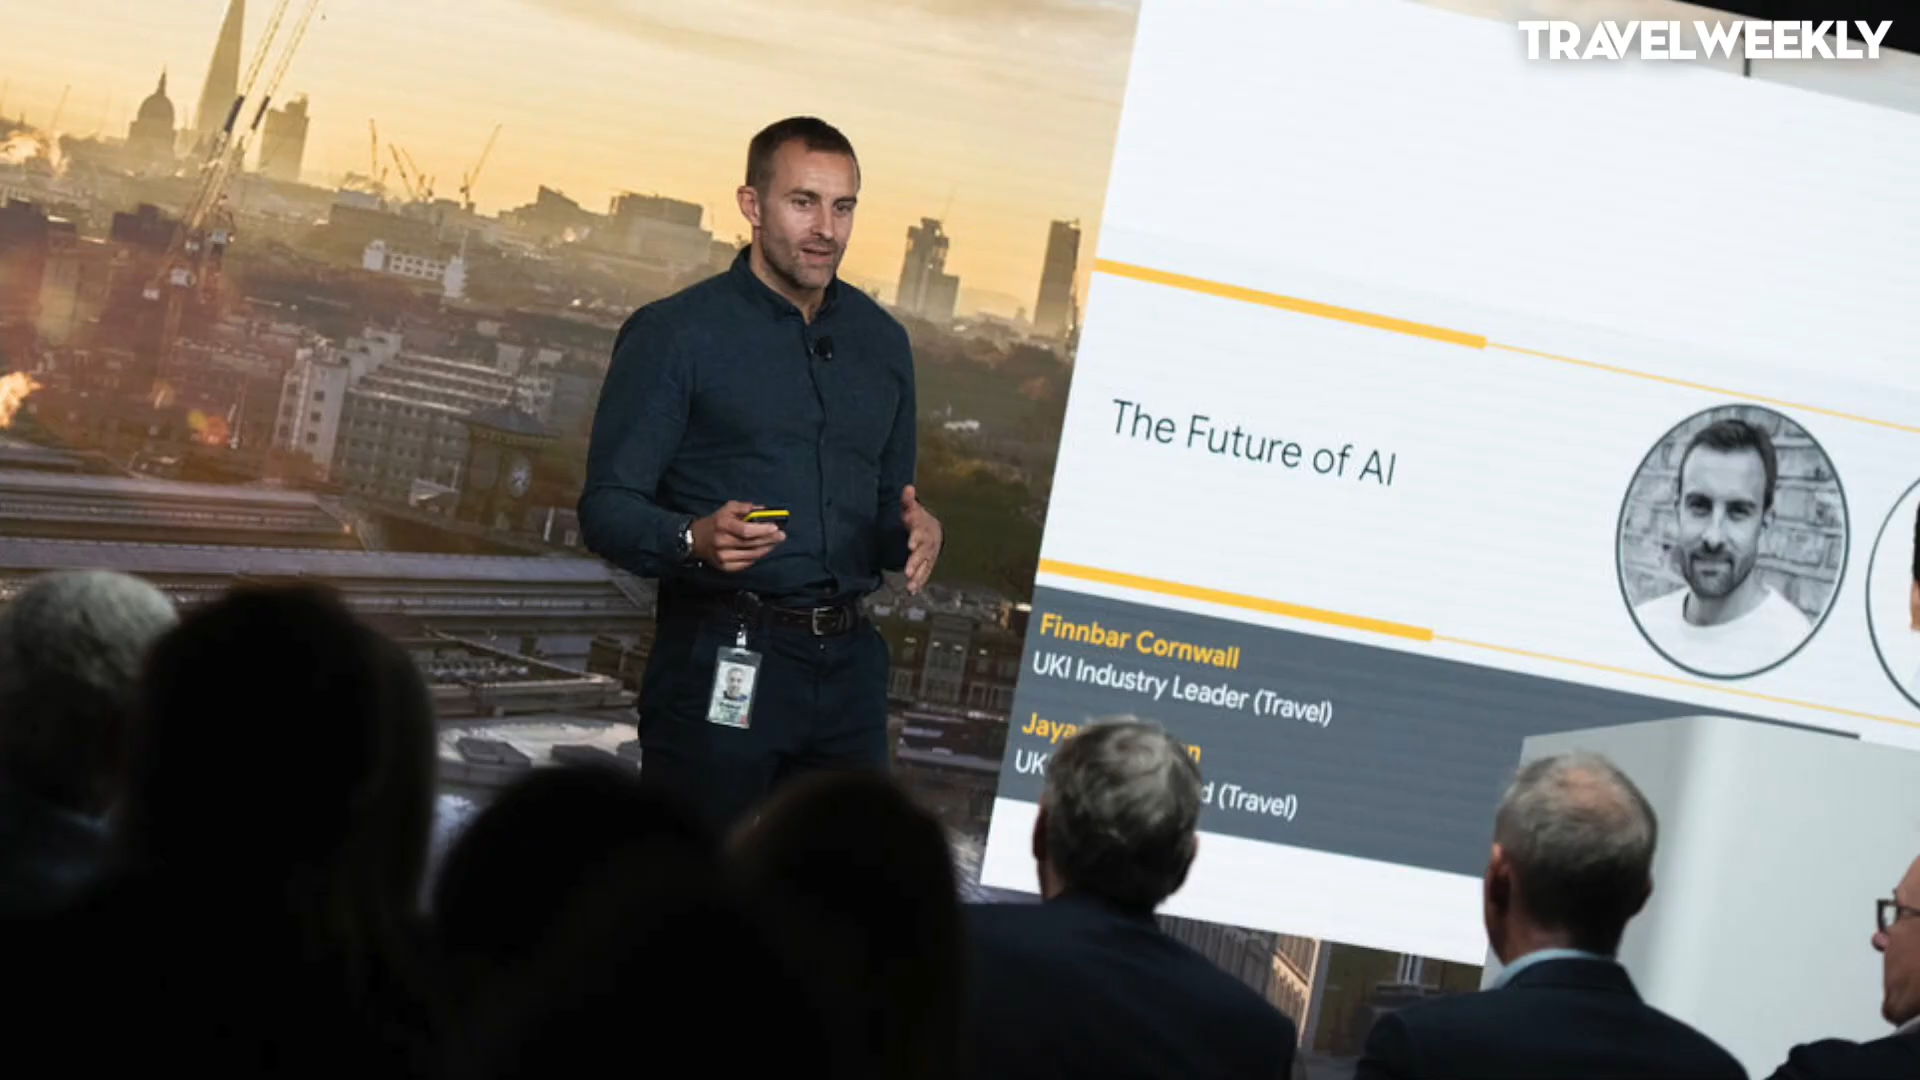 TRAVELWEEKLY
The Future of AI
Finnbar Cornwall
UKI Industry Leader (Travel)
(Travel)